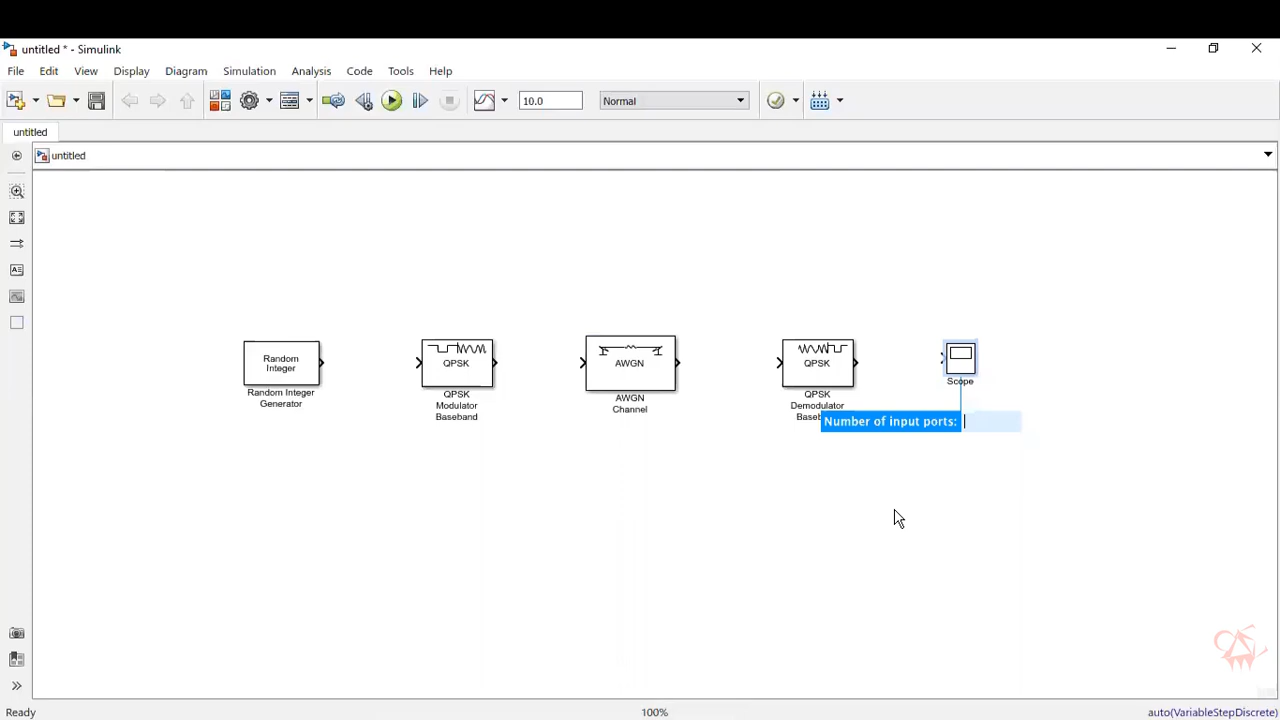 untitled * - Simulink
File Edit View Display Diagram Simulation Analysis Code Tools Help
10.0 Normal
untitled
untitled
Random
Integer
Random Integer
Generator
QPSK
QPSK
Modulator
Baseband
AWGN
AWGN
Channel
QPSK
QPSK
Demodulator
Baseb
Scope
Number of input ports:
Ready 100% auto(VariableStepDiscrete)